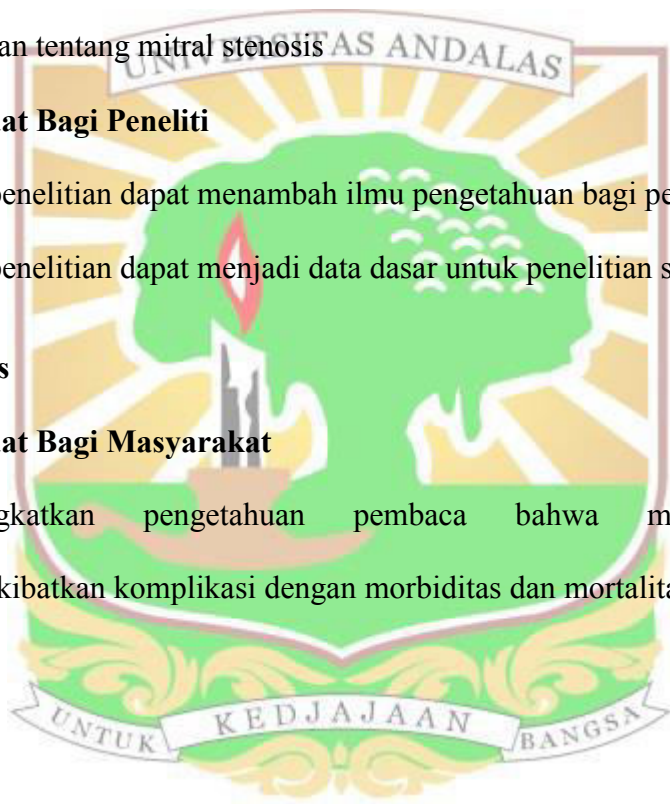 an tentang mitral stenosis
UNIVERSITAS ANDALAS
at Bagi Peneliti
penelitian dapat menambah ilmu pengetahuan bagi pe
penelitian dapat menjadi data dasar untuk penelitian s
s
at Bagi Masyarakat
gkatkan pengetahuan pembaca bahwa m
kibatkan komplikasi dengan morbiditas dan mortalita
UNTUK KEDJAJAAN BANGSA